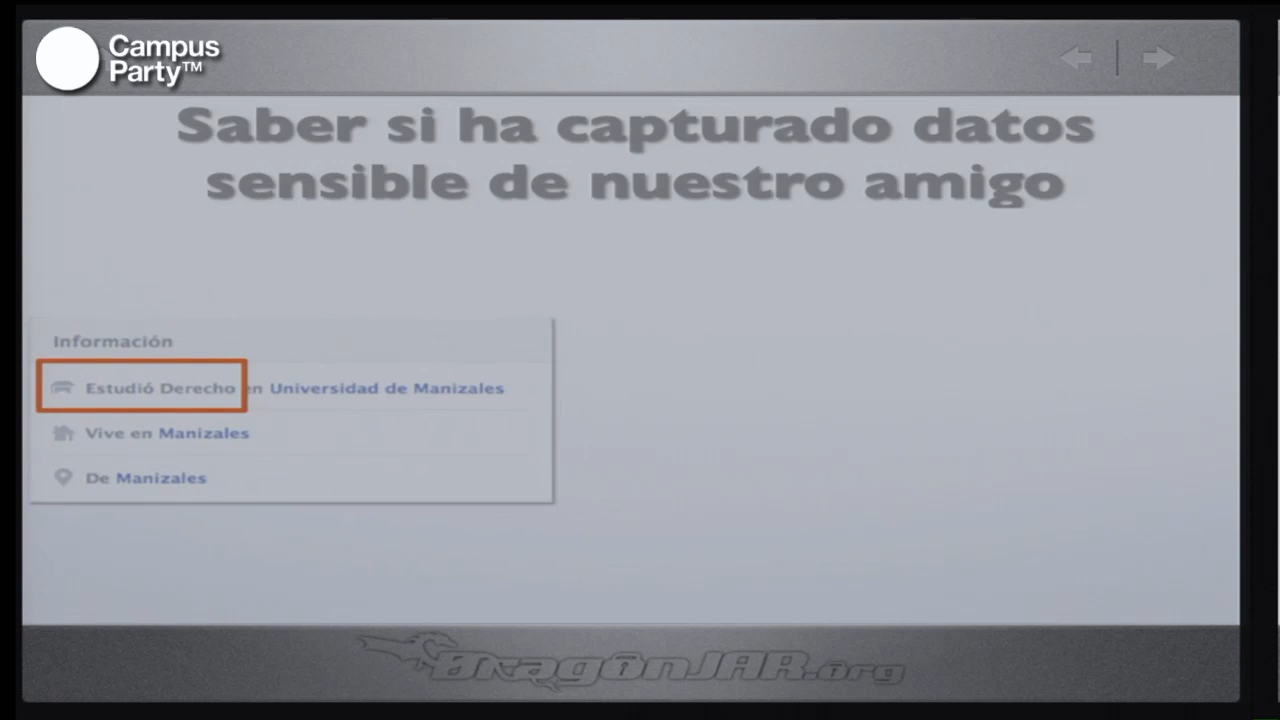 Campus
Party™
Saber si ha capturado datos
sensible de nuestro amigo
Información
Estudió Derecho en Universidad de Manizales
Vive en Manizales
De Manizales
DragonJAR.org